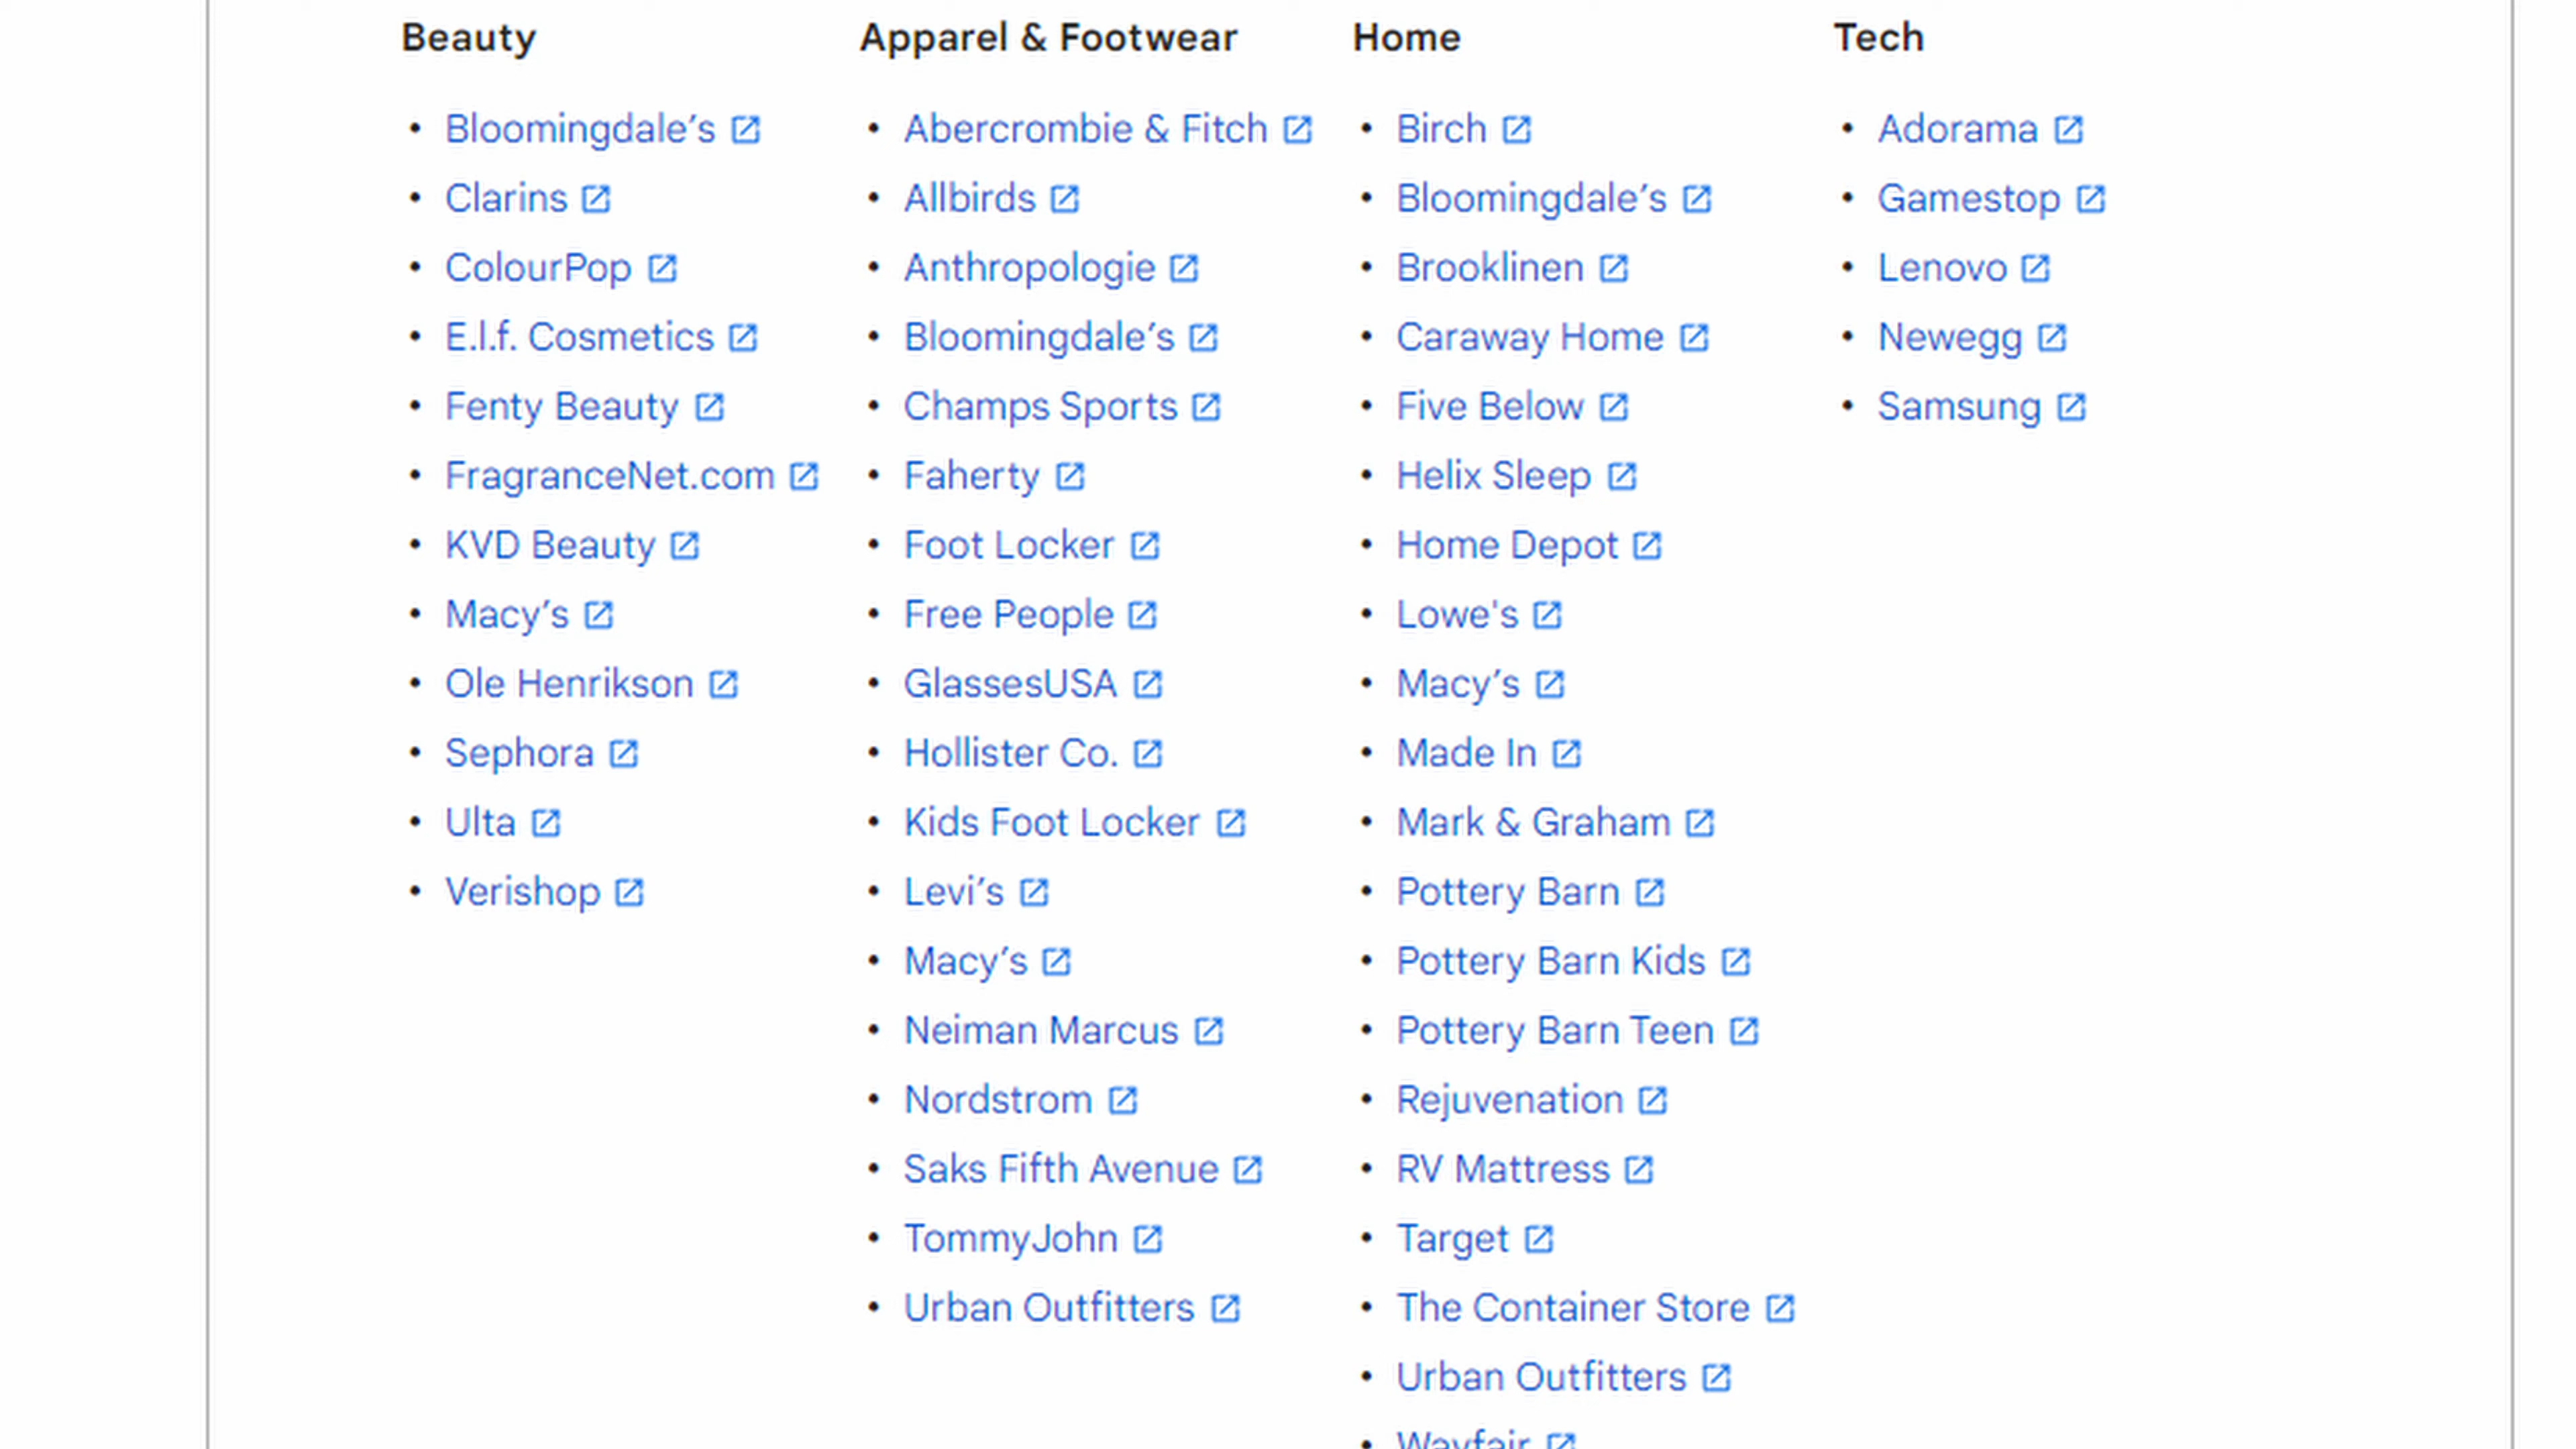 Beauty
• Bloomingdale’s
• Clarins
• ColourPop
• E.l.f. Cosmetics
• Fenty Beauty
• FragranceNet.com
• KVD Beauty
• Macy’s
• Ole Henrikson
• Sephora
• Ulta
• Verishop
Apparel & Footwear
• Abercrombie & Fitch
• Allbirds
• Anthropologie
• Bloomingdale’s
• Champs Sports
• Faherty
• Foot Locker
• Free People
• GlassesUSA
• Hollister Co.
• Kids Foot Locker
• Levi’s
• Macy’s
• Neiman Marcus
• Nordstrom
• Saks Fifth Avenue
• TommyJohn
• Urban Outfitters
Home
• Birch
• Bloomingdale’s
• Brooklinen
• Caraway Home
• Five Below
• Helix Sleep
• Home Depot
• Lowe's
• Macy’s
• Made In
• Mark & Graham
• Pottery Barn
• Pottery Barn Kids
• Pottery Barn Teen
• Rejuvenation
• RV Mattress
• Target
• The Container Store
• Urban Outfitters
• Wayfair
Tech
• Adorama
• Gamestop
• Lenovo
• Newegg
• Samsung